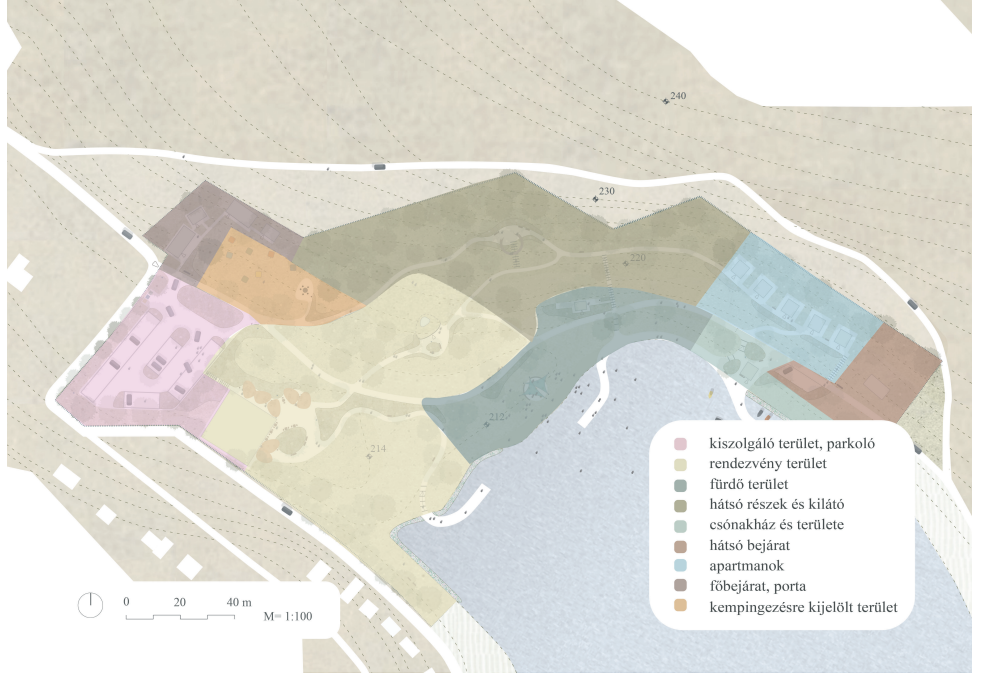 240
230
220
212
214
kiszolgáló terület, parkoló
rendezvény terület
fürdő terület
hátsó részek és kilátó
csónakház és területe
hátsó bejárat
apartmanok
főbejárat, porta
kempingezésre kijelölt terület
0 20 40 m
M= 1:100